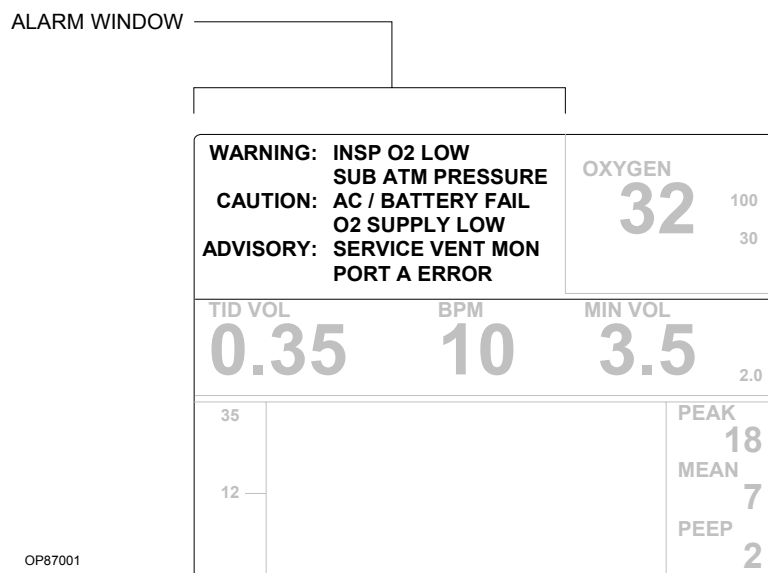 ALARM WINDOW
WARNING: INSP O2 LOW
SUB ATM PRESSURE
CAUTION: AC / BATTERY FAIL
O2 SUPPLY LOW
ADVISORY: SERVICE VENT MON
PORT A ERROR
OXYGEN
32
100
30
TID VOL BPM MIN VOL
0.35 10 3.5
2.0
35
12
PEAK
18
MEAN
7
PEEP
2
OP87001